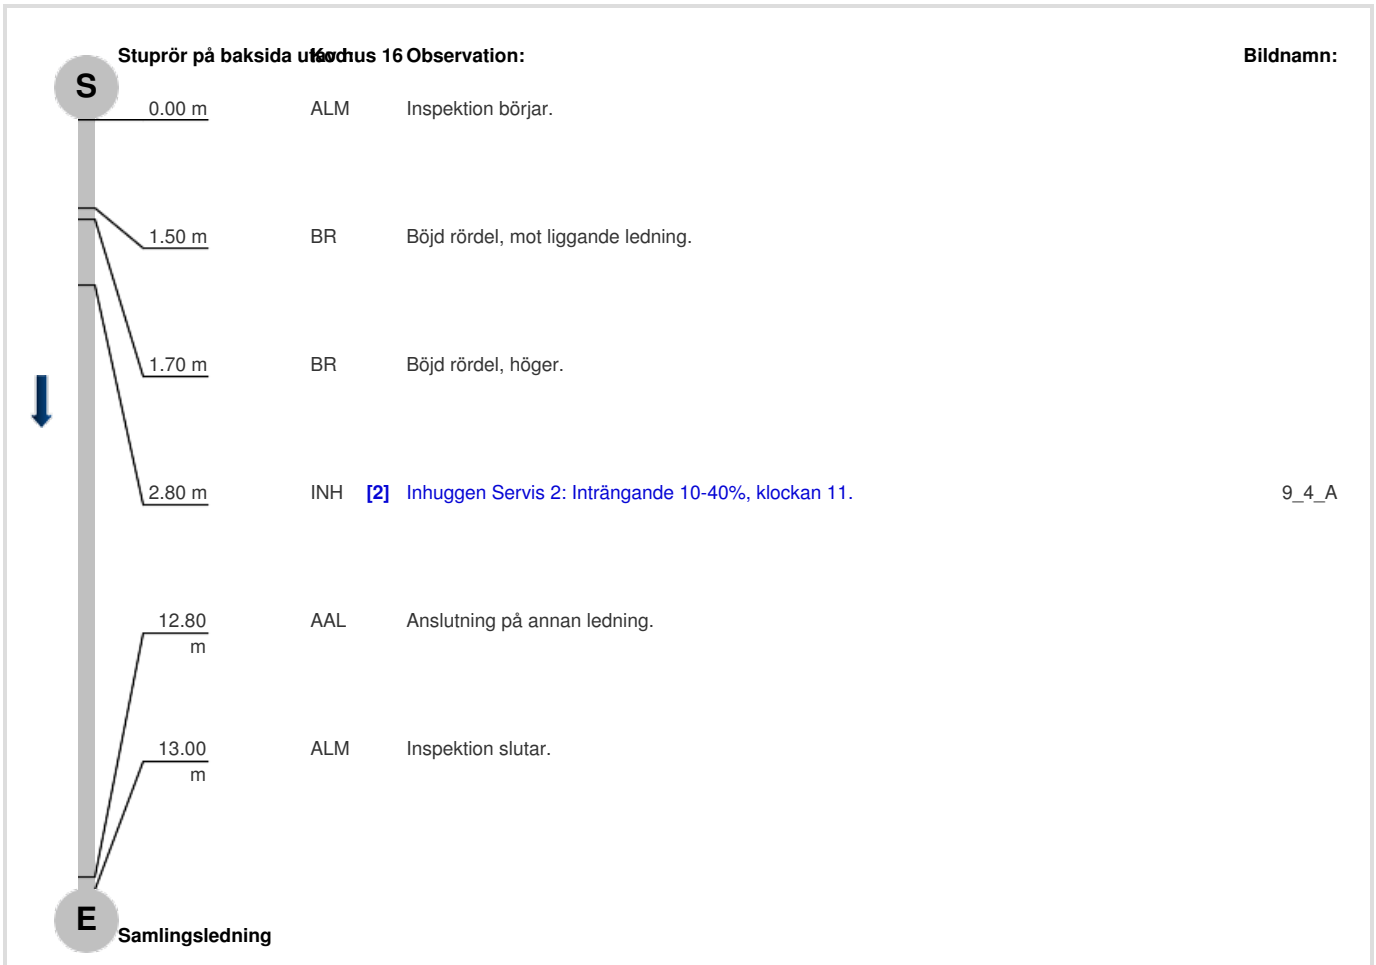 Stuprör på baksida utav hus 16 Kod: Observation: Bildnamn:
S
0.00 m ALM Inspektion börjar.
1.50 m BR Böjd rördel, mot liggande ledning.
1.70 m BR Böjd rördel, höger.
2.80 m INH [2] Inhuggen Servis 2: Inträngande 10-40%, klockan 11. 9_4_A
12.80 AAL Anslutning på annan ledning.
m
13.00 ALM Inspektion slutar.
m
E
Samlingsledning